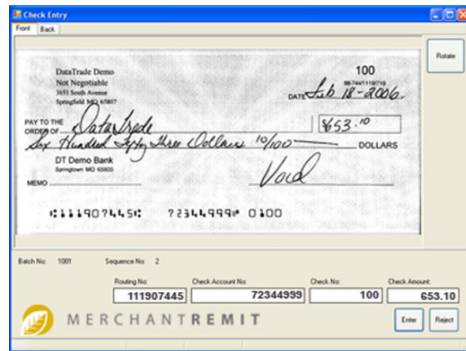 Check Entry
Front Back
Rotate
DataTrade Demo
Not Negotiable
3653 South Avenue
Springfield MO 65807
100
DATE Feb 18-2006
PAY TO THE
ORDER OF DataTrade $653.10
Six Hundred Fifty Three Dollars 10/100 DOLLARS
DT Demo Bank
Springtown MO 65800
Void
MEMO
⑆111907445⑆ 72344999⑈ 0100
Batch No: 1001 Sequence No: 2
Routing No: Check Account No: Check No: Check Amount:
111907445 72344999 100 653.10
MERCHANTREMIT
Enter Reject